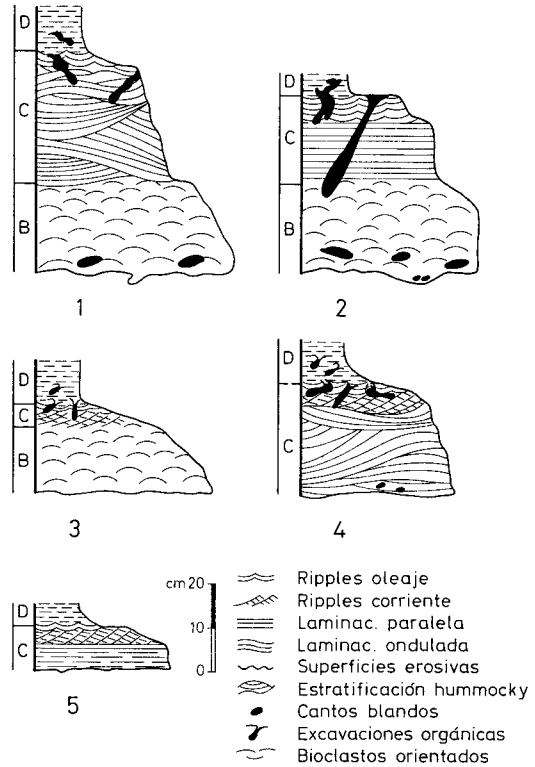 D
C
B
1
D
C
B
2
D
C
B
3
D
C
4
D
C
5
cm 20
10
0
Ripples oleaje
Ripples corriente
Laminac. paralela
Laminac. ondulada
Superficies erosivas
Estratificación hummocky
Cantos blandos
Excavaciones orgánicas
Bioclastos orientados